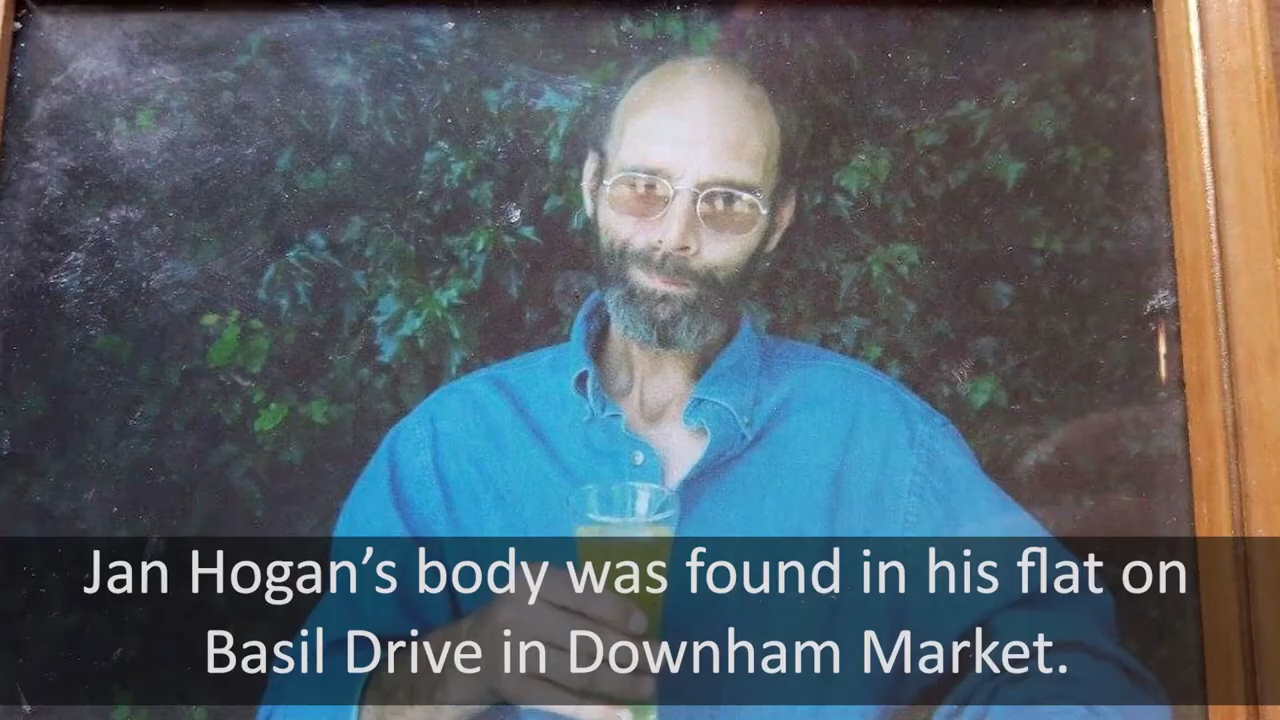 Jan Hogan’s body was found in his flat on
Basil Drive in Downham Market.